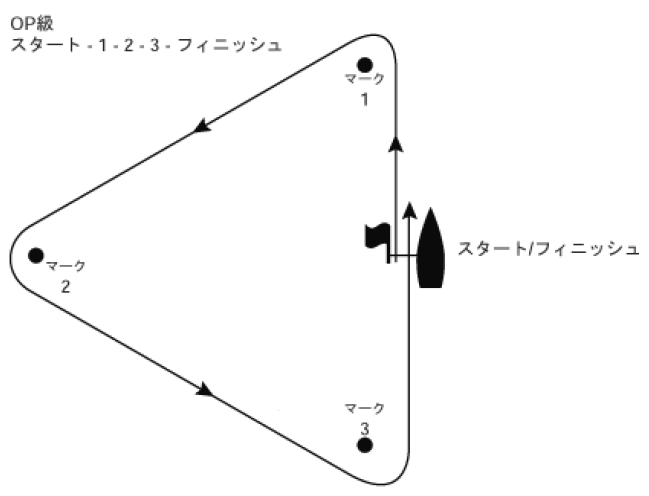 OP級
スタート - 1 - 2 - 3 - フィニッシュ
マーク
1
スタート/フィニッシュ
マーク
2
マーク
3